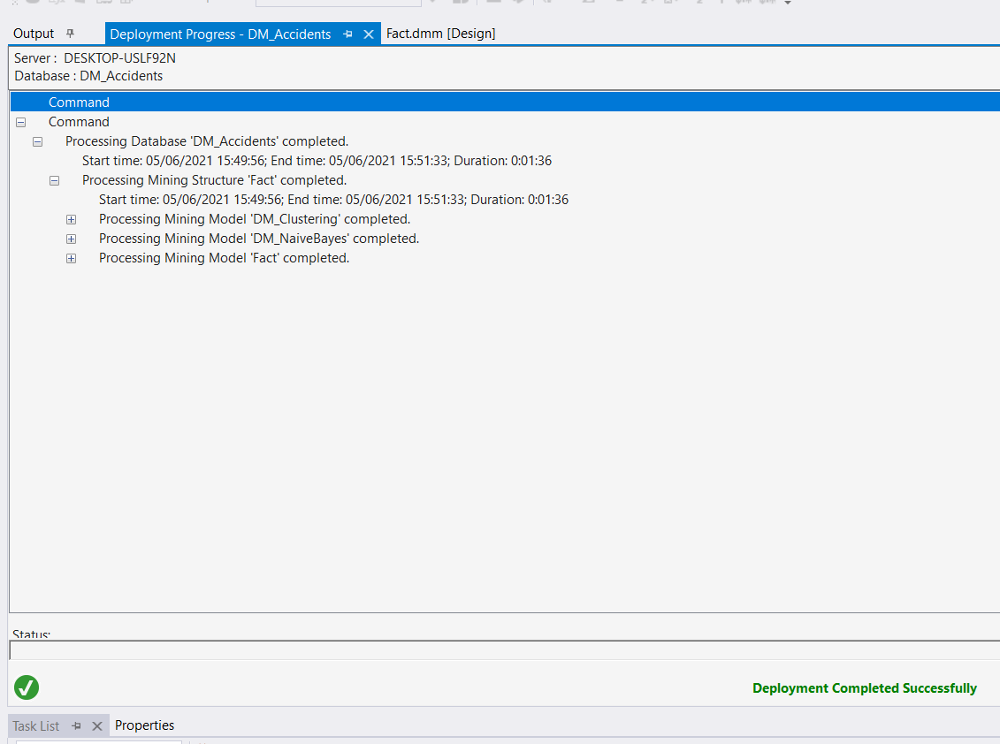 Output
Deployment Progress - DM_Accidents
Fact.dmm [Design]
Server : DESKTOP-USLF92N
Database : DM_Accidents
Command
Command
Processing Database 'DM_Accidents' completed.
Start time: 05/06/2021 15:49:56; End time: 05/06/2021 15:51:33; Duration: 0:01:36
Processing Mining Structure 'Fact' completed.
Start time: 05/06/2021 15:49:56; End time: 05/06/2021 15:51:33; Duration: 0:01:36
Processing Mining Model 'DM_Clustering' completed.
Processing Mining Model 'DM_NaiveBayes' completed.
Processing Mining Model 'Fact' completed.
Status:
Deployment Completed Successfully
Task List
Properties